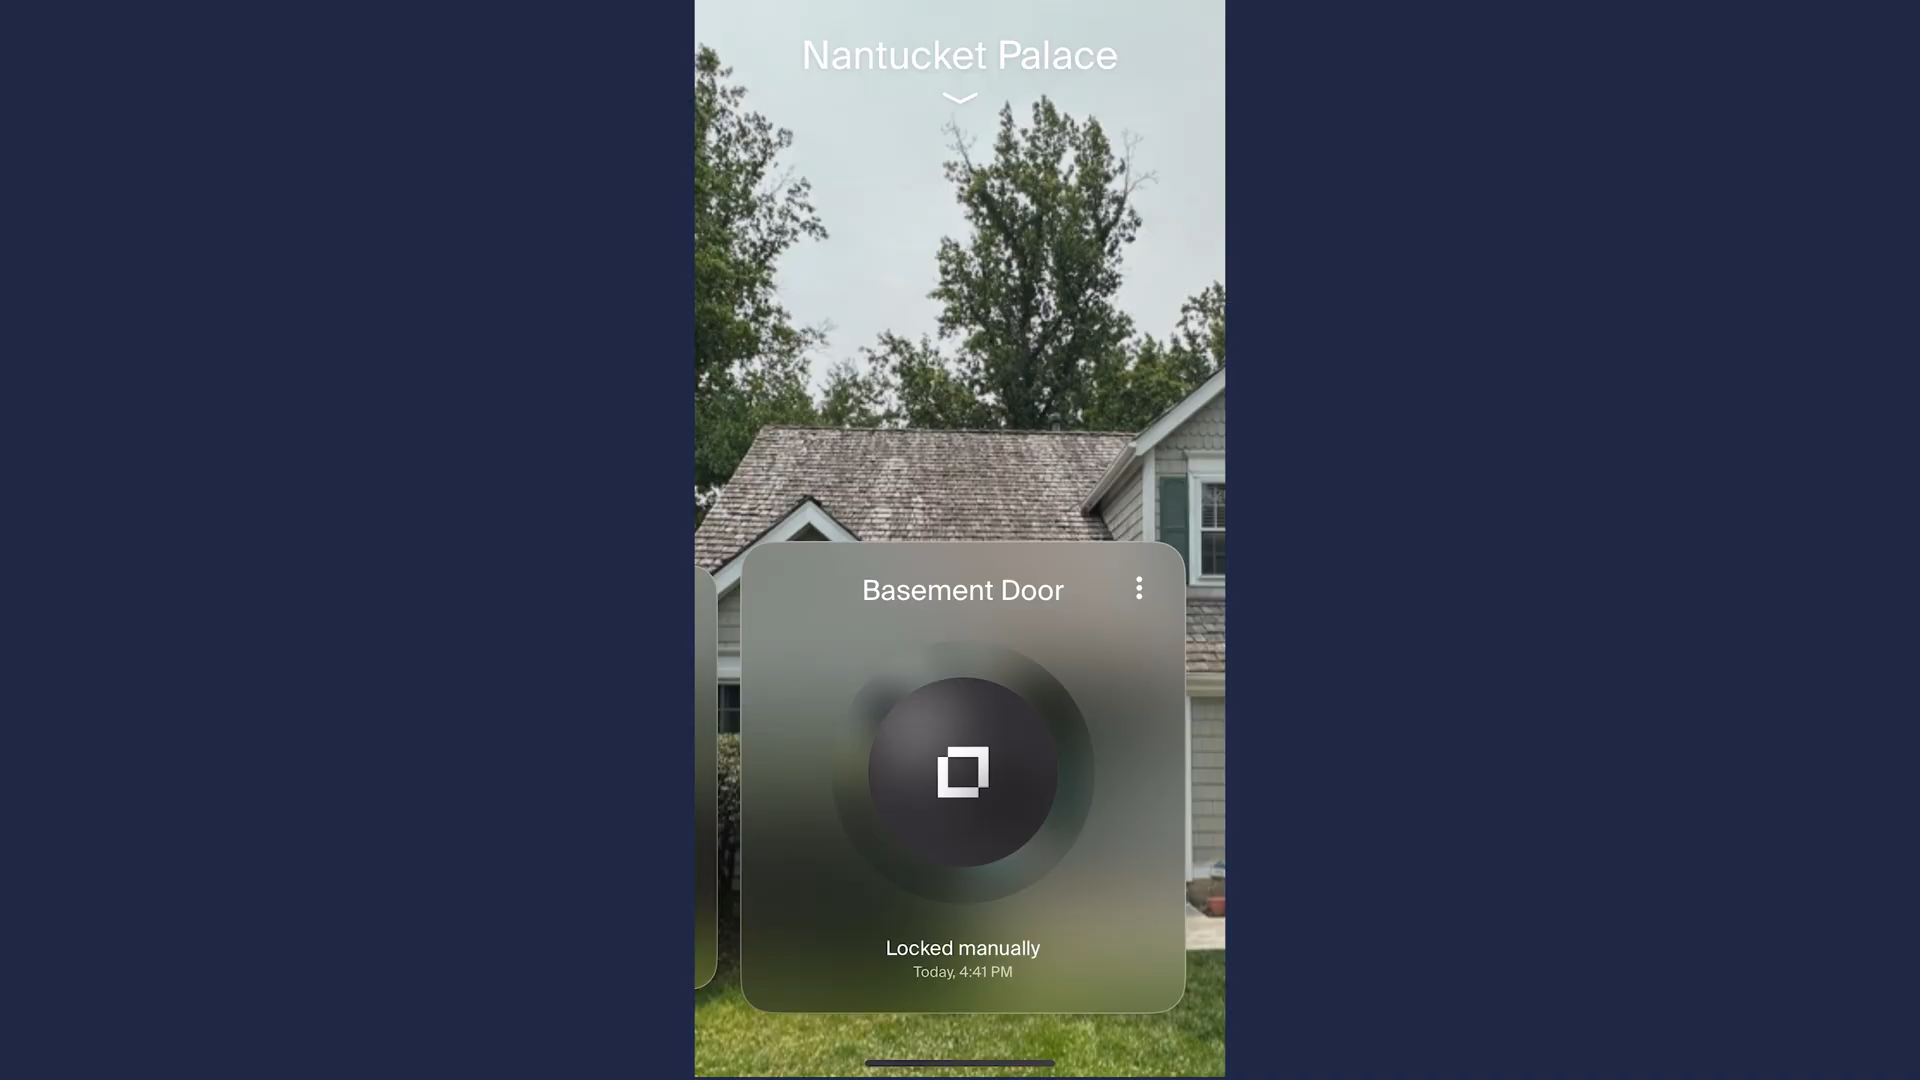 Nantucket Palace
Basement Door
Locked manually
Today, 4:41 PM